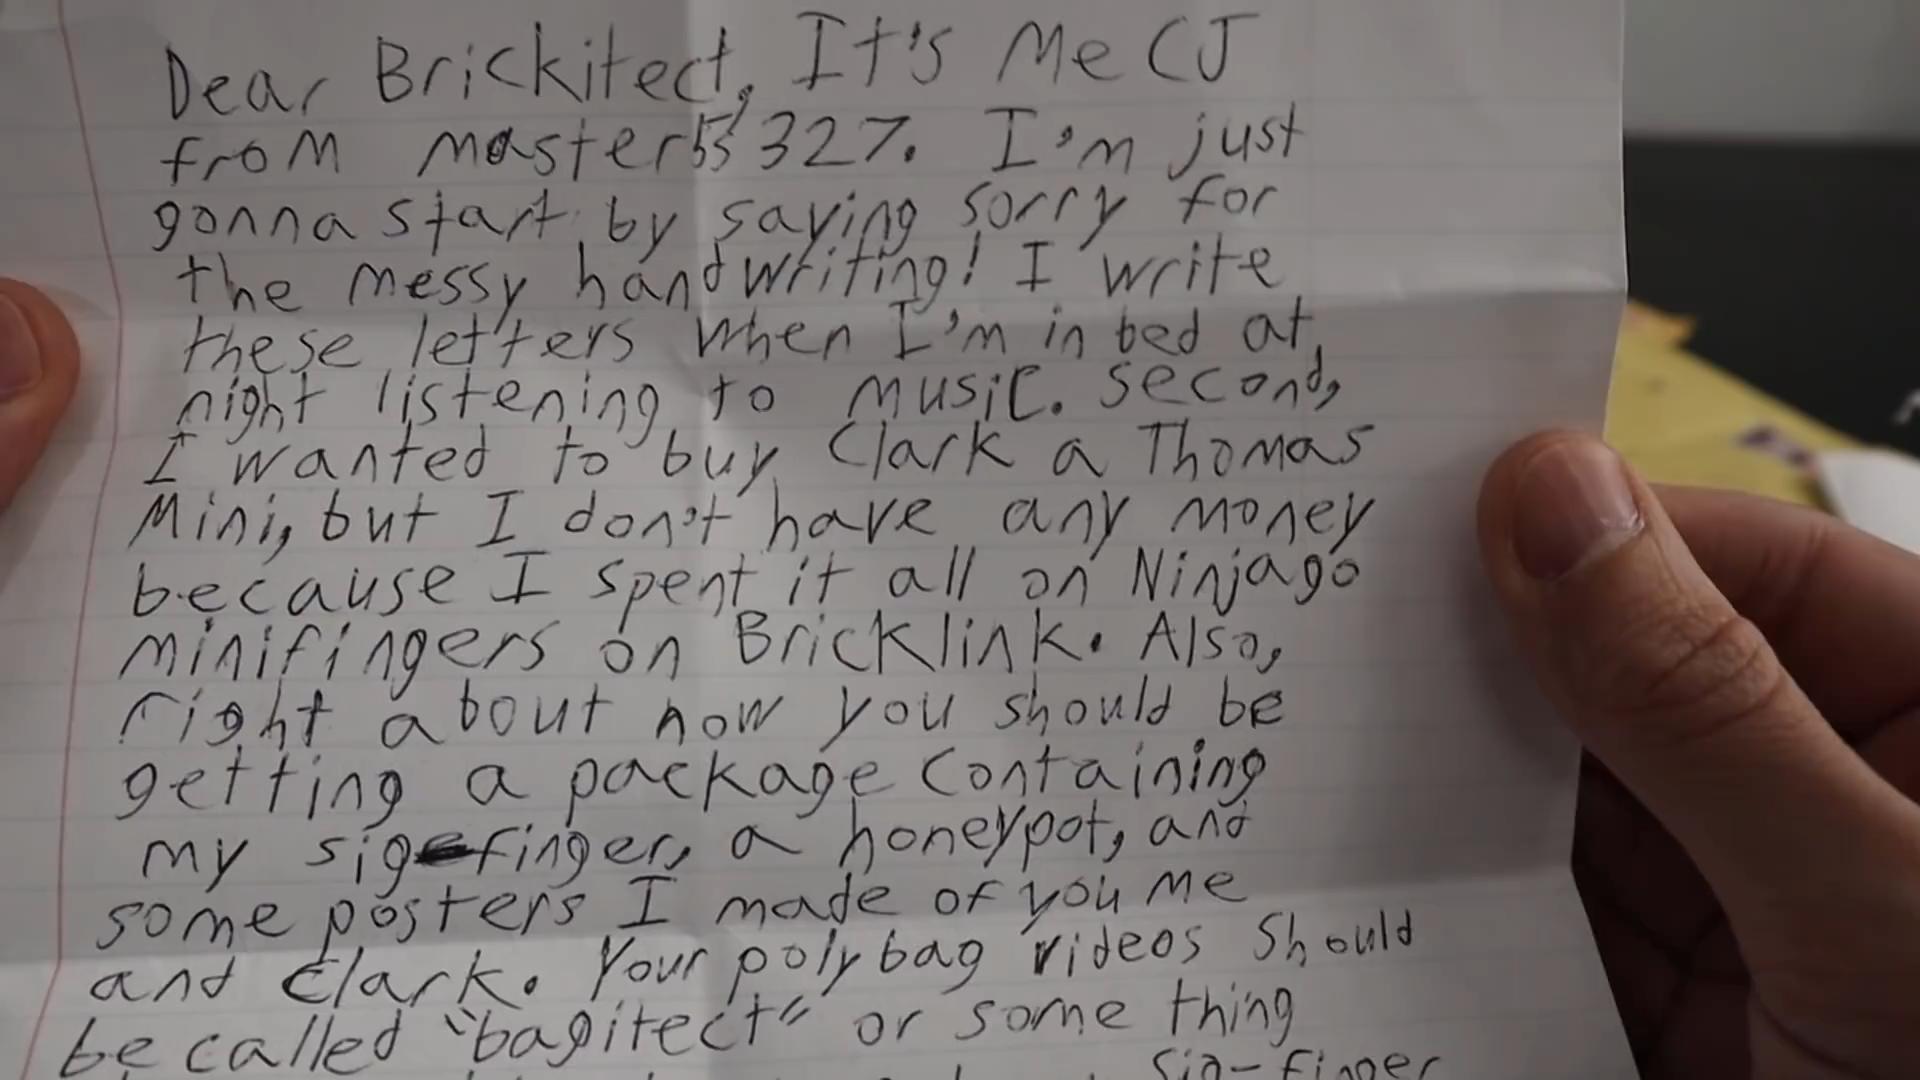 Dear Brickitect, It's Me CJ
from master55327. I'm just
gonna start by saying sorry for
the messy handwriting! I write
these letters when I'm in bed at
night listening to music. Second,
I wanted to buy Clark a Thomas
Mini, but I don't have any money
because I spent it all on Ninjago
minifingers on Bricklink. Also,
right about now you should be
getting a package containing
my sig-finger, a honeypot, and
some posters I made of you me
and Clark. Your polybag videos should
be called "bagitect" or some thing
sig-finger